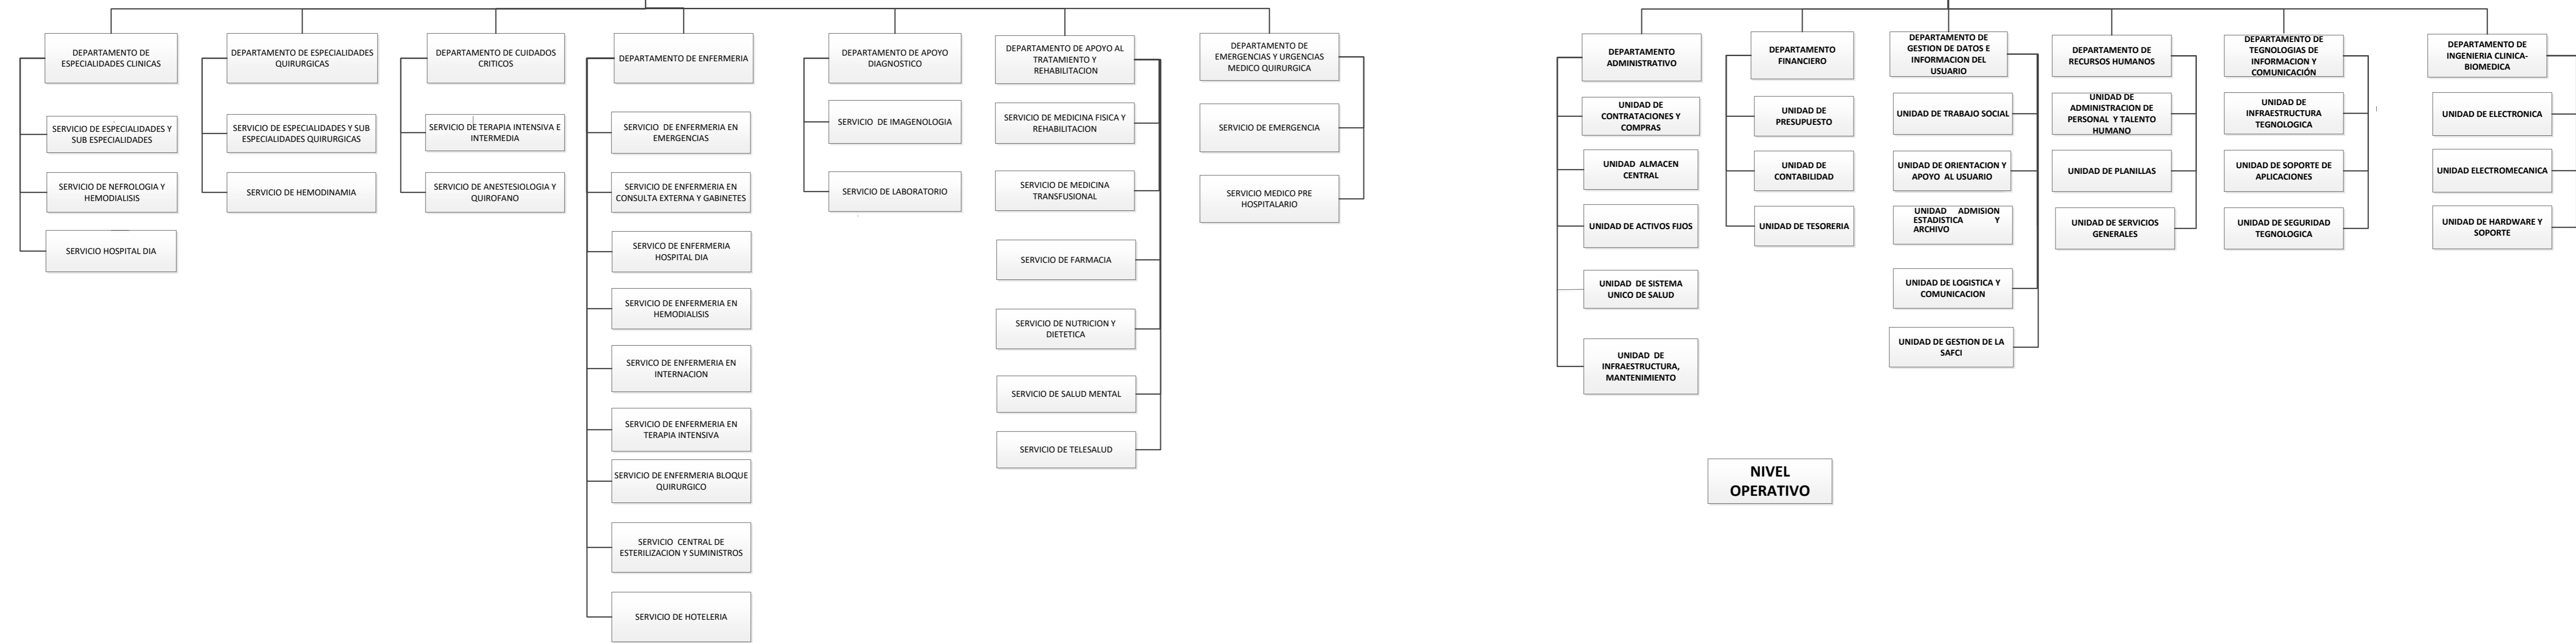 DEPARTAMENTO DE
ESPECIALIDADES CLINICAS
SERVICIO DE ESPECIALIDADES Y
SUB ESPECIALIDADES
SERVICIO DE NEFROLOGIA Y
HEMODIALISIS
SERVICIO HOSPITAL DIA
DEPARTAMENTO DE ESPECIALIDADES
QUIRURGICAS
SERVICIO DE ESPECIALIDADES Y SUB
ESPECIALIDADES QUIRURGICAS
SERVICIO DE HEMODINAMIA
DEPARTAMENTO DE CUIDADOS
CRITICOS
SERVICIO DE TERAPIA INTENSIVA E
INTERMEDIA
SERVICIO DE ANESTESIOLOGIA Y
QUIROFANO
DEPARTAMENTO DE ENFERMERIA
SERVICIO DE ENFERMERIA EN
EMERGENCIAS
SERVICIO DE ENFERMERIA EN
CONSULTA EXTERNA Y GABINETES
SERVICO DE ENFERMERIA
HOSPITAL DIA
SERVICIO DE ENFERMERIA EN
HEMODIALISIS
SERVICO DE ENFERMERIA EN
INTERNACION
SERVICIO DE ENFERMERIA EN
TERAPIA INTENSIVA
SERVICIO DE ENFERMERIA BLOQUE
QUIRURGICO
SERVICIO CENTRAL DE
ESTERILIZACION Y SUMINISTROS
SERVICIO DE HOTELERIA
DEPARTAMENTO DE APOYO
DIAGNOSTICO
SERVICIO DE IMAGENOLOGIA
SERVICIO DE LABORATORIO
DEPARTAMENTO DE APOYO AL
TRATAMIENTO Y
REHABILITACION
SERVICIO DE MEDICINA FISICA Y
REHABILITACION
SERVICIO DE MEDICINA
TRANSFUSIONAL
SERVICIO DE FARMACIA
SERVICIO DE NUTRICION Y
DIETETICA
SERVICIO DE SALUD MENTAL
SERVICIO DE TELESALUD
DEPARTAMENTO DE
EMERGENCIAS Y URGENCIAS
MEDICO QUIRURGICA
SERVICIO DE EMERGENCIA
SERVICIO MEDICO PRE
HOSPITALARIO
DEPARTAMENTO
ADMINISTRATIVO
UNIDAD DE
CONTRATACIONES Y
COMPRAS
UNIDAD ALMACEN
CENTRAL
UNIDAD DE ACTIVOS FIJOS
UNIDAD DE SISTEMA
UNICO DE SALUD
UNIDAD DE
INFRAESTRUCTURA,
MANTENIMIENTO
DEPARTAMENTO
FINANCIERO
UNIDAD DE
PRESUPUESTO
UNIDAD DE
CONTABILIDAD
UNIDAD DE TESORERIA
DEPARTAMENTO DE
GESTION DE DATOS E
INFORMACION DEL
USUARIO
UNIDAD DE TRABAJO SOCIAL
UNIDAD DE ORIENTACION Y
APOYO AL USUARIO
UNIDAD ADMISION
ESTADISTICA Y
ARCHIVO
UNIDAD DE LOGISTICA Y
COMUNICACION
UNIDAD DE GESTION DE LA
SAFCI
DEPARTAMENTO DE
RECURSOS HUMANOS
UNIDAD DE
ADMINISTRACION DE
PERSONAL Y TALENTO
HUMANO
UNIDAD DE PLANILLAS
UNIDAD DE SERVICIOS
GENERALES
DEPARTAMENTO DE
TEGNOLOGIAS DE
INFORMACION Y
COMUNICACIÓN
UNIDAD DE
INFRAESTRUCTURA
TEGNOLOGICA
UNIDAD DE SOPORTE DE
APLICACIONES
UNIDAD DE SEGURIDAD
TEGNOLOGICA
DEPARTAMENTO DE
INGENIERIA CLINICA-
BIOMEDICA
UNIDAD DE ELECTRONICA
UNIDAD ELECTROMECANICA
UNIDAD DE HARDWARE Y
SOPORTE
NIVEL
OPERATIVO